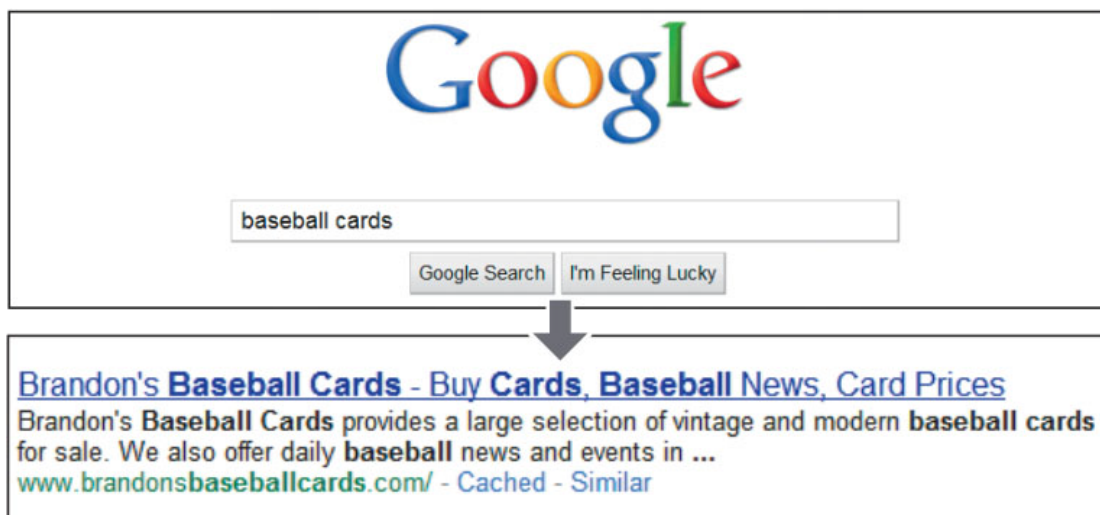 Google
baseball cards
Google Search I'm Feeling Lucky
Brandon's Baseball Cards - Buy Cards, Baseball News, Card Prices
Brandon's Baseball Cards provides a large selection of vintage and modern baseball cards
for sale. We also offer daily baseball news and events in ...
www.brandonsbaseballcards.com/ - Cached - Similar